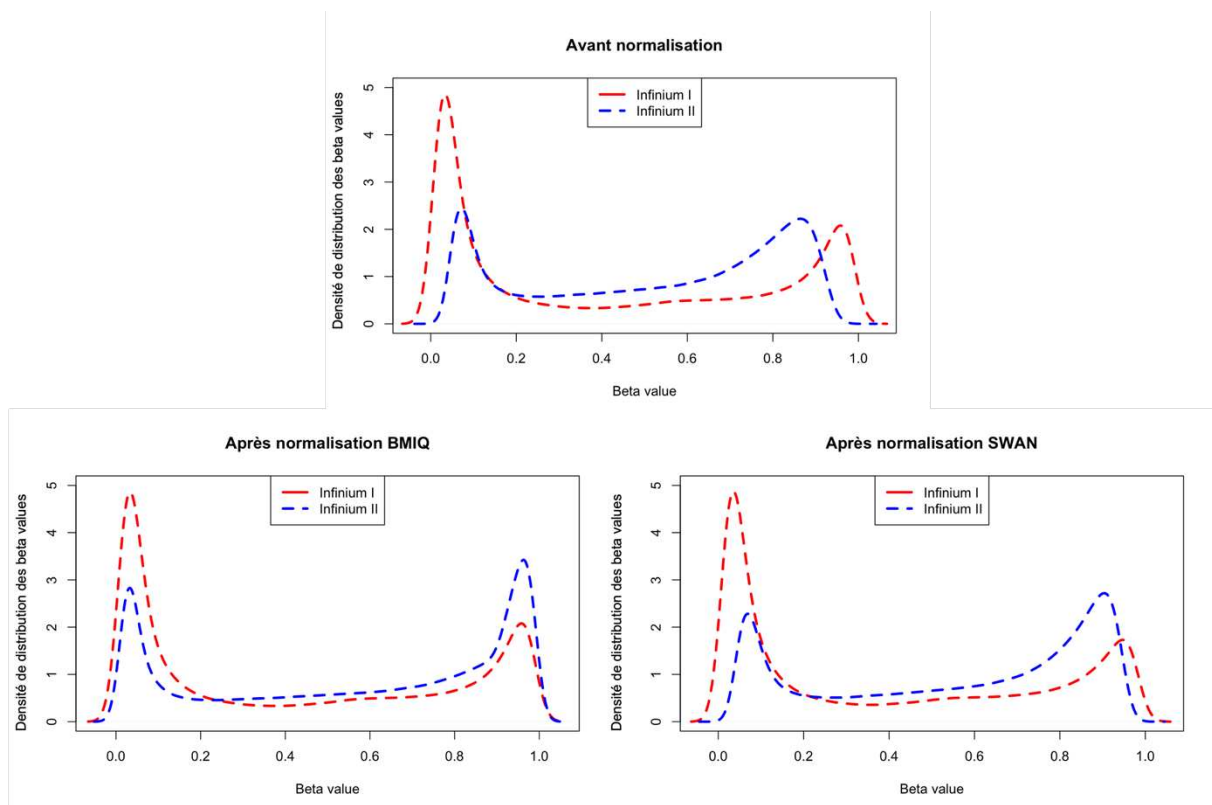 Avant normalisation
Densité de distribution des beta values
5
4
3
2
1
0
Infinium I
Infinium II
0.0 0.2 0.4 0.6 0.8 1.0
Beta value
Après normalisation BMIQ
Densité de distribution des beta values
5
4
3
2
1
0
Infinium I
Infinium II
0.0 0.2 0.4 0.6 0.8 1.0
Beta value
Après normalisation SWAN
Densité de distribution des beta values
5
4
3
2
1
0
Infinium I
Infinium II
0.0 0.2 0.4 0.6 0.8 1.0
Beta value